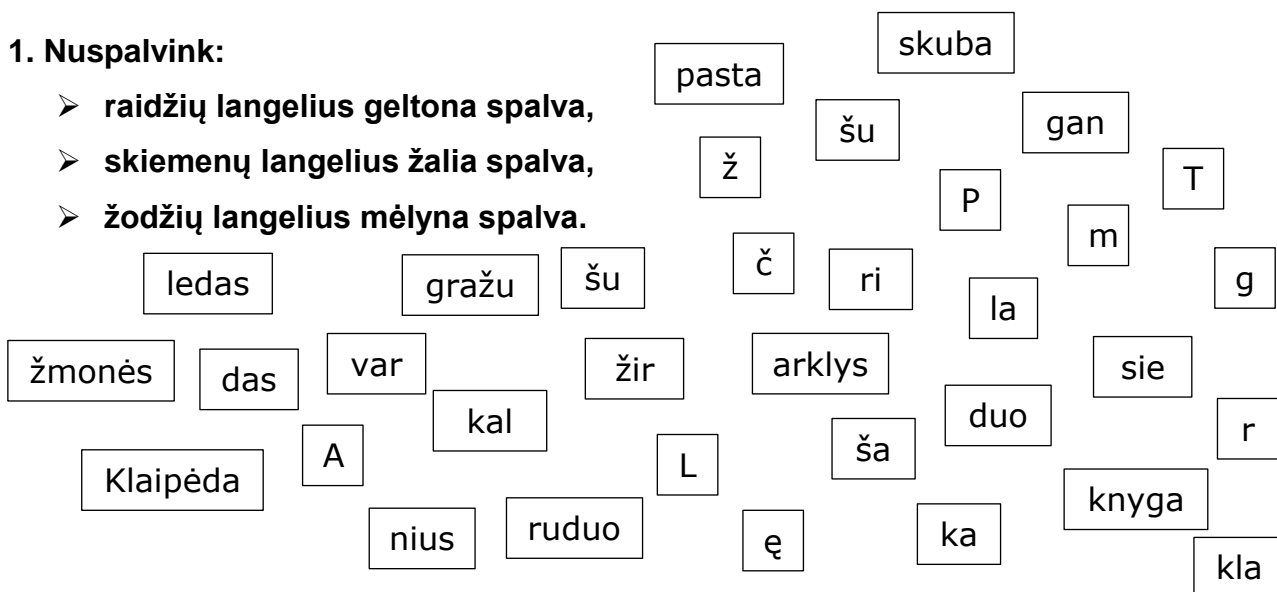 1. Nuspalvink:
➢ raidžių langelius geltona spalva,
➢ skiemenų langelius žalia spalva,
➢ žodžių langelius mėlyna spalva.
skuba
pasta
šu
gan
ž
T
P
m
ledas
gražu
šu
č
ri
la
g
žmonės
das
var
žir
arklys
sie
kal
duo
r
Klaipėda
A
L
ša
knyga
nius
ruduo
ę
ka
kla